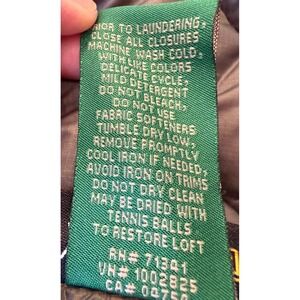 PRIOR TO LAUNDERING,
CLOSE ALL CLOSURES
MACHINE WASH COLD,
WITH LIKE COLORS
DELICATE CYCLE,
MILD DETERGENT
DO NOT BLEACH,
DO NOT USE
FABRIC SOFTENERS
TUMBLE DRY LOW,
REMOVE PROMPTLY
COOL IRON IF NEEDED,
AVOID IRON ON TRIMS
DO NOT DRY CLEAN
MAY BE DRIED WITH
TENNIS BALLS
TO RESTORE LOFT
RN# 71341
VN# 1002825
CA#